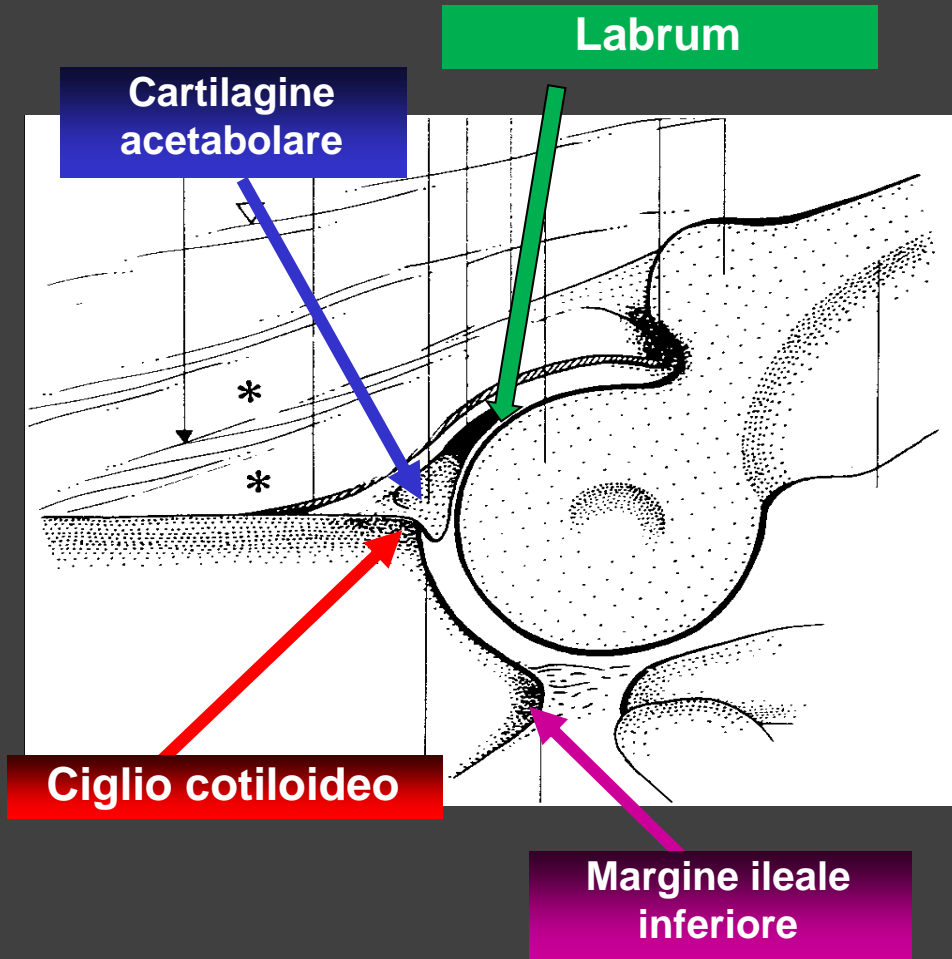 Labrum
Cartilagine
acetabolare
*
*
Ciglio cotiloideo
Margine ileale
inferiore